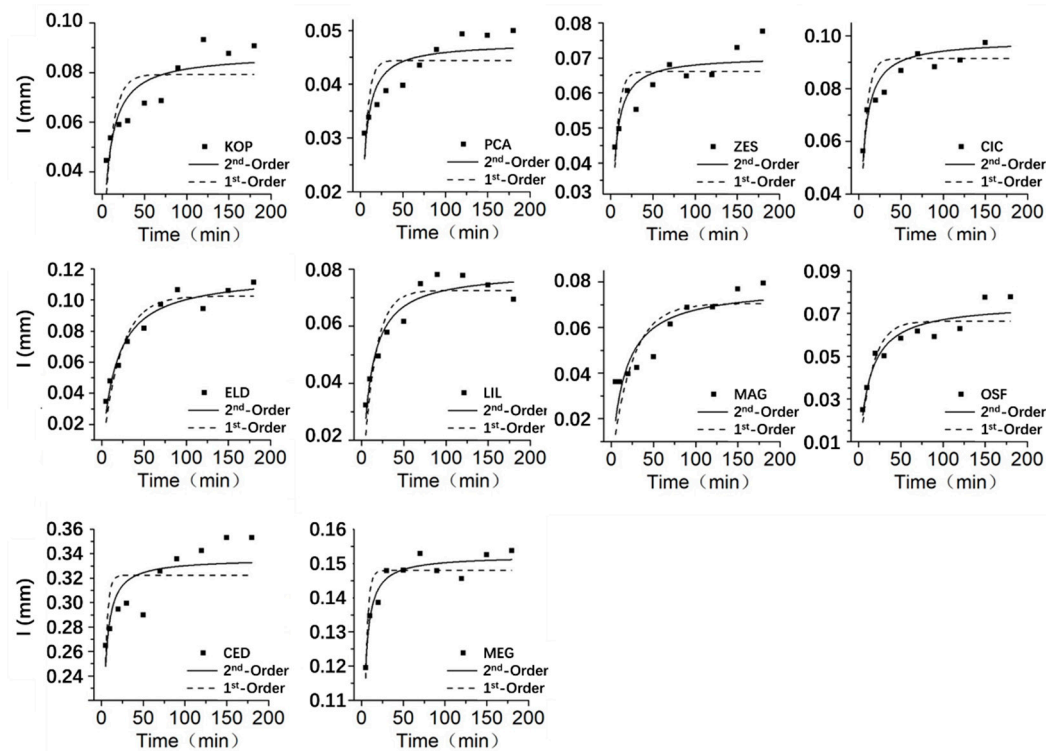 I (mm)
0.10
0.08
0.06
0.04
KOP
2nd-Order
1st-Order
0 50 100 150 200
Time（min）
0.05
0.04
0.03
0.02
PCA
2nd-Order
1st-Order
0 50 100 150 200
Time（min）
0.08
0.07
0.06
0.05
0.04
0.03
ZES
2nd-Order
1st-Order
0 50 100 150 200
Time（min）
0.10
0.08
0.06
0.04
CIC
2nd-Order
1st-Order
0 50 100 150 200
Time（min）
I (mm)
0.12
0.10
0.08
0.06
0.04
0.02
ELD
2nd-Order
1st-Order
0 50 100 150 200
Time（min）
0.08
0.06
0.04
0.02
LIL
2nd-Order
1st-Order
0 50 100 150 200
Time（min）
0.08
0.06
0.04
0.02
MAG
2nd-Order
1st-Order
0 50 100 150 200
Time（min）
0.09
0.07
0.05
0.03
0.01
OSF
2nd-Order
1st-Order
0 50 100 150 200
Time（min）
I (mm)
0.36
0.34
0.32
0.30
0.28
0.26
0.24
CED
2nd-Order
1st-Order
0 50 100 150 200
Time（min）
0.16
0.15
0.14
0.13
0.12
0.11
MEG
2nd-Order
1st-Order
0 50 100 150 200
Time（min）